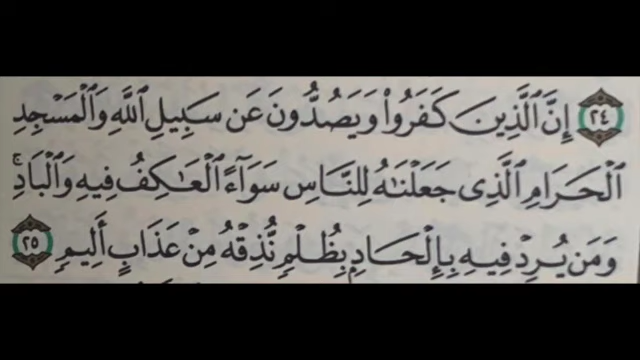 ٢٤ إِنَّ ٱلَّذِينَ كَفَرُواْ وَيَصُدُّونَ عَن سَبِيلِ ٱللَّهِ وَٱلۡمَسۡجِدِ
ٱلۡحَرَامِ ٱلَّذِي جَعَلۡنَٰهُ لِلنَّاسِ سَوَآءً ٱلۡعَٰكِفُ فِيهِ وَٱلۡبَادِۚ
وَمَن يُرِدۡ فِيهِ بِإِلۡحَادِۭ بِظُلۡمٖ نُّذِقۡهُ مِنۡ عَذَابٍ أَلِيمٖ ٢٥